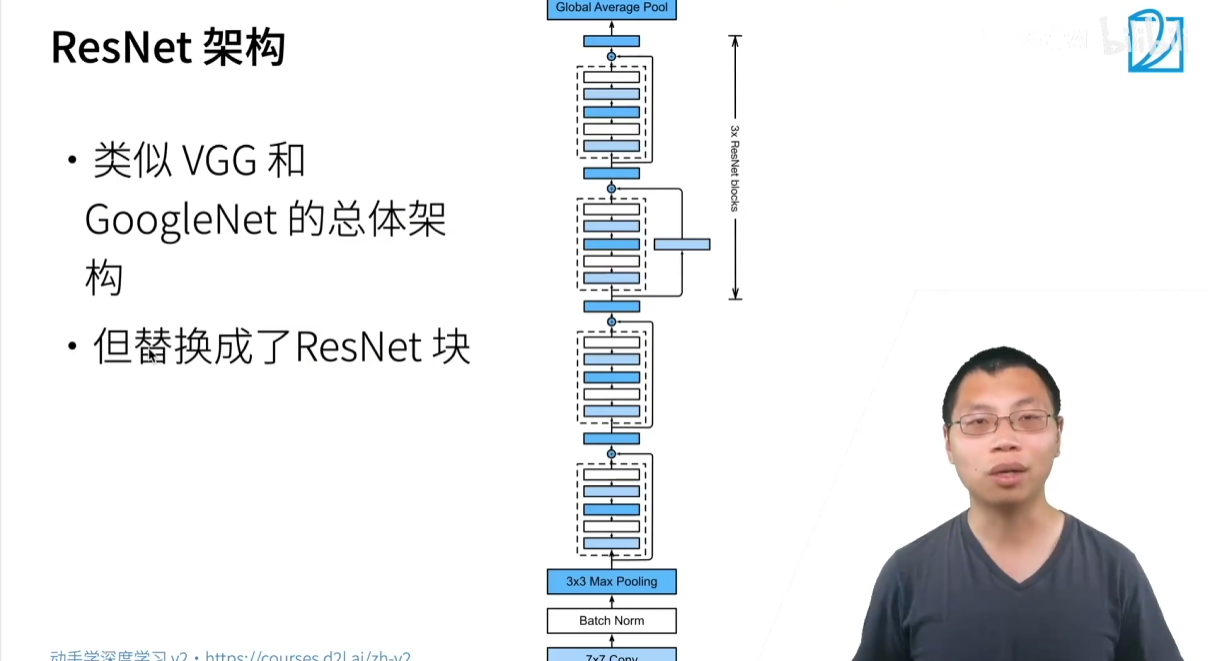 Global Average Pool
ResNet 架构
bilibili
3x ResNet blocks
• 类似 VGG 和
GoogleNet 的总体架
构
• 但替换成了ResNet 块
3x3 Max Pooling
Batch Norm
7x7 Conv
动手学深度学习 v2 • https://courses.d2l.ai/zh-v2